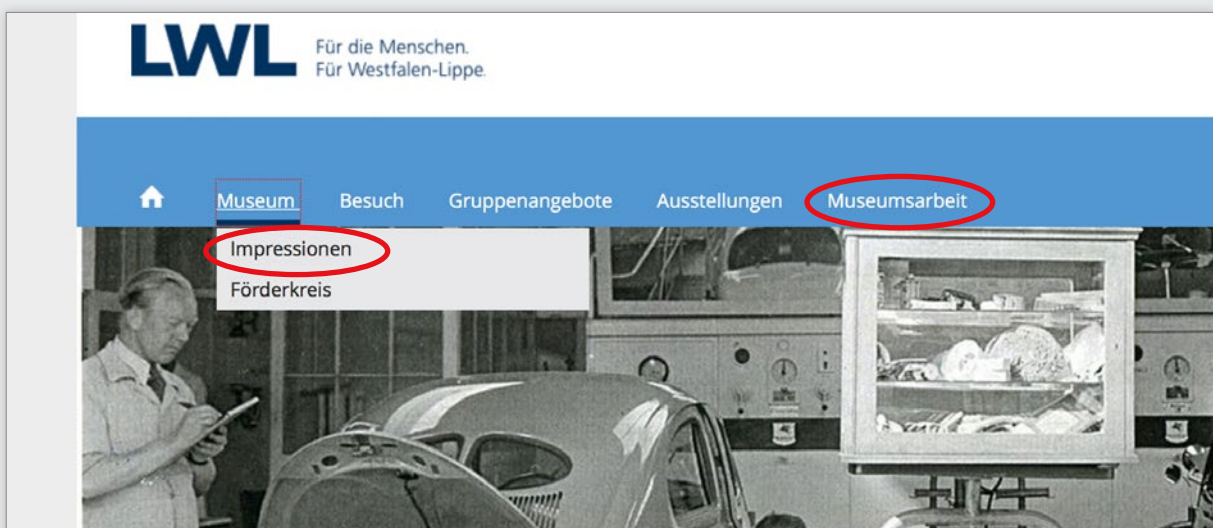 LWL
Für die Menschen.
Für Westfalen-Lippe.
Museum Besuch Gruppenangebote Ausstellungen Museumsarbeit
Impressionen
Förderkreis